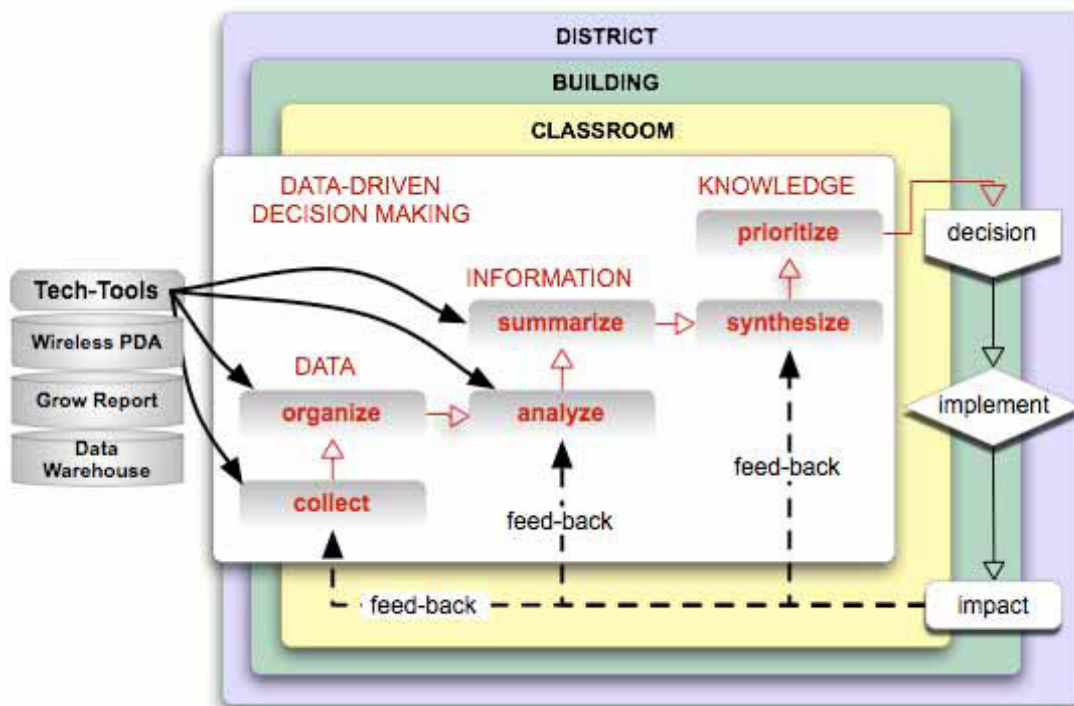 DISTRICT
BUILDING
CLASSROOM
DATA-DRIVEN
DECISION MAKING
KNOWLEDGE
prioritize
decision
Tech-Tools
INFORMATION
summarize
synthesize
Wireless PDA
DATA
Grow Report
organize
analyze
implement
Data
Warehouse
feed-back
collect
feed-back
feed-back
impact